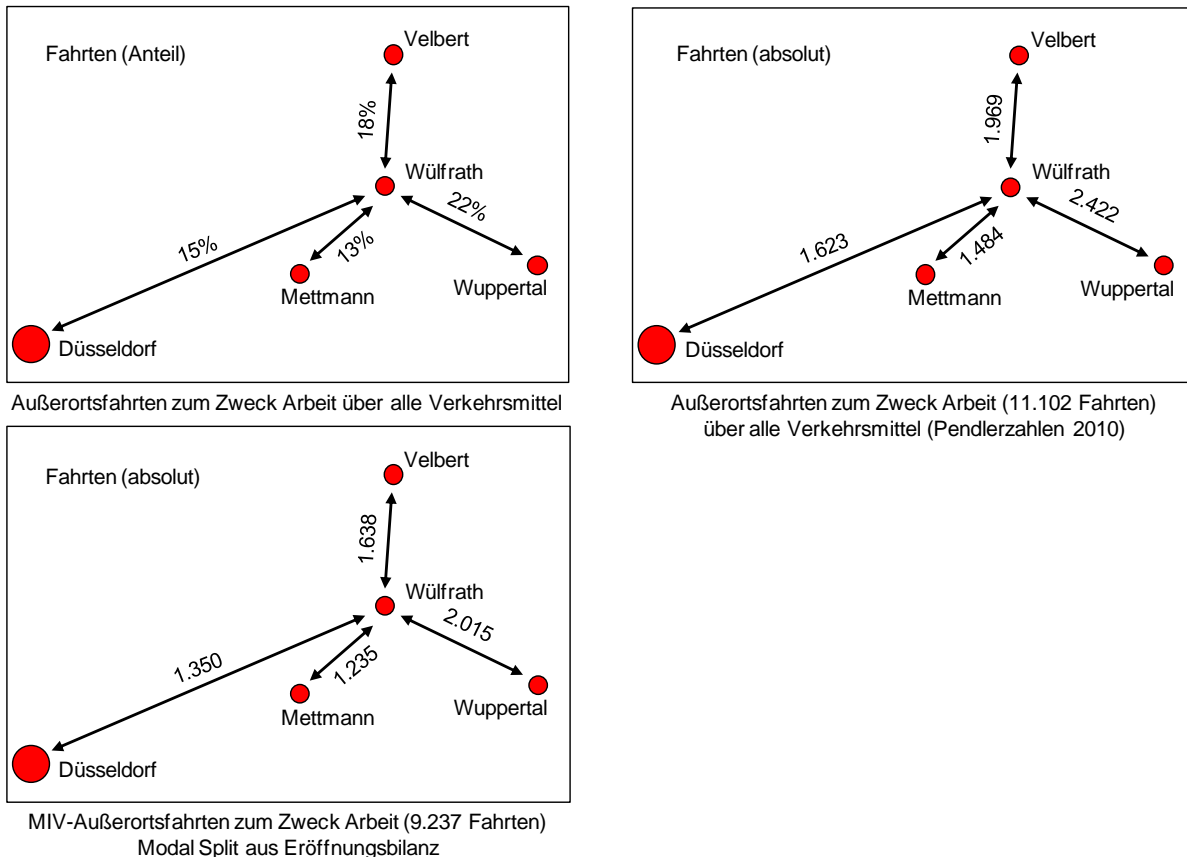 Fahrten (Anteil)
Velbert
18%
Wülfrath
22%
15%
13%
Mettmann
Wuppertal
Düsseldorf
Außerortsfahrten zum Zweck Arbeit über alle Verkehrsmittel
Fahrten (absolut)
Velbert
1.969
Wülfrath
2.422
1.623
1.484
Mettmann
Wuppertal
Düsseldorf
Außerortsfahrten zum Zweck Arbeit (11.102 Fahrten)
über alle Verkehrsmittel (Pendlerzahlen 2010)
Fahrten (absolut)
Velbert
1.638
Wülfrath
2.015
1.350
1.235
Mettmann
Wuppertal
Düsseldorf
MIV-Außerortsfahrten zum Zweck Arbeit (9.237 Fahrten)
Modal Split aus Eröffnungsbilanz